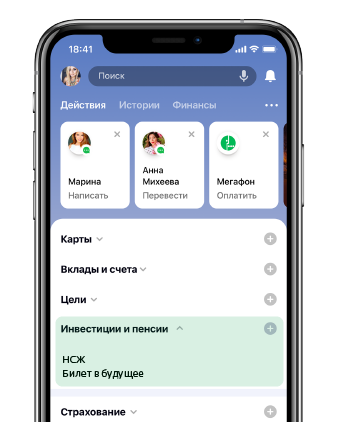 18:41
Поиск
Действия Истории Финансы
Марина
Написать
Анна
Михеева
Перевести
Мегафон
Оплатить
Карты
Вклады и счета
Цели
Инвестиции и пенсии
НСЖ
Билет в будущее
Страхование